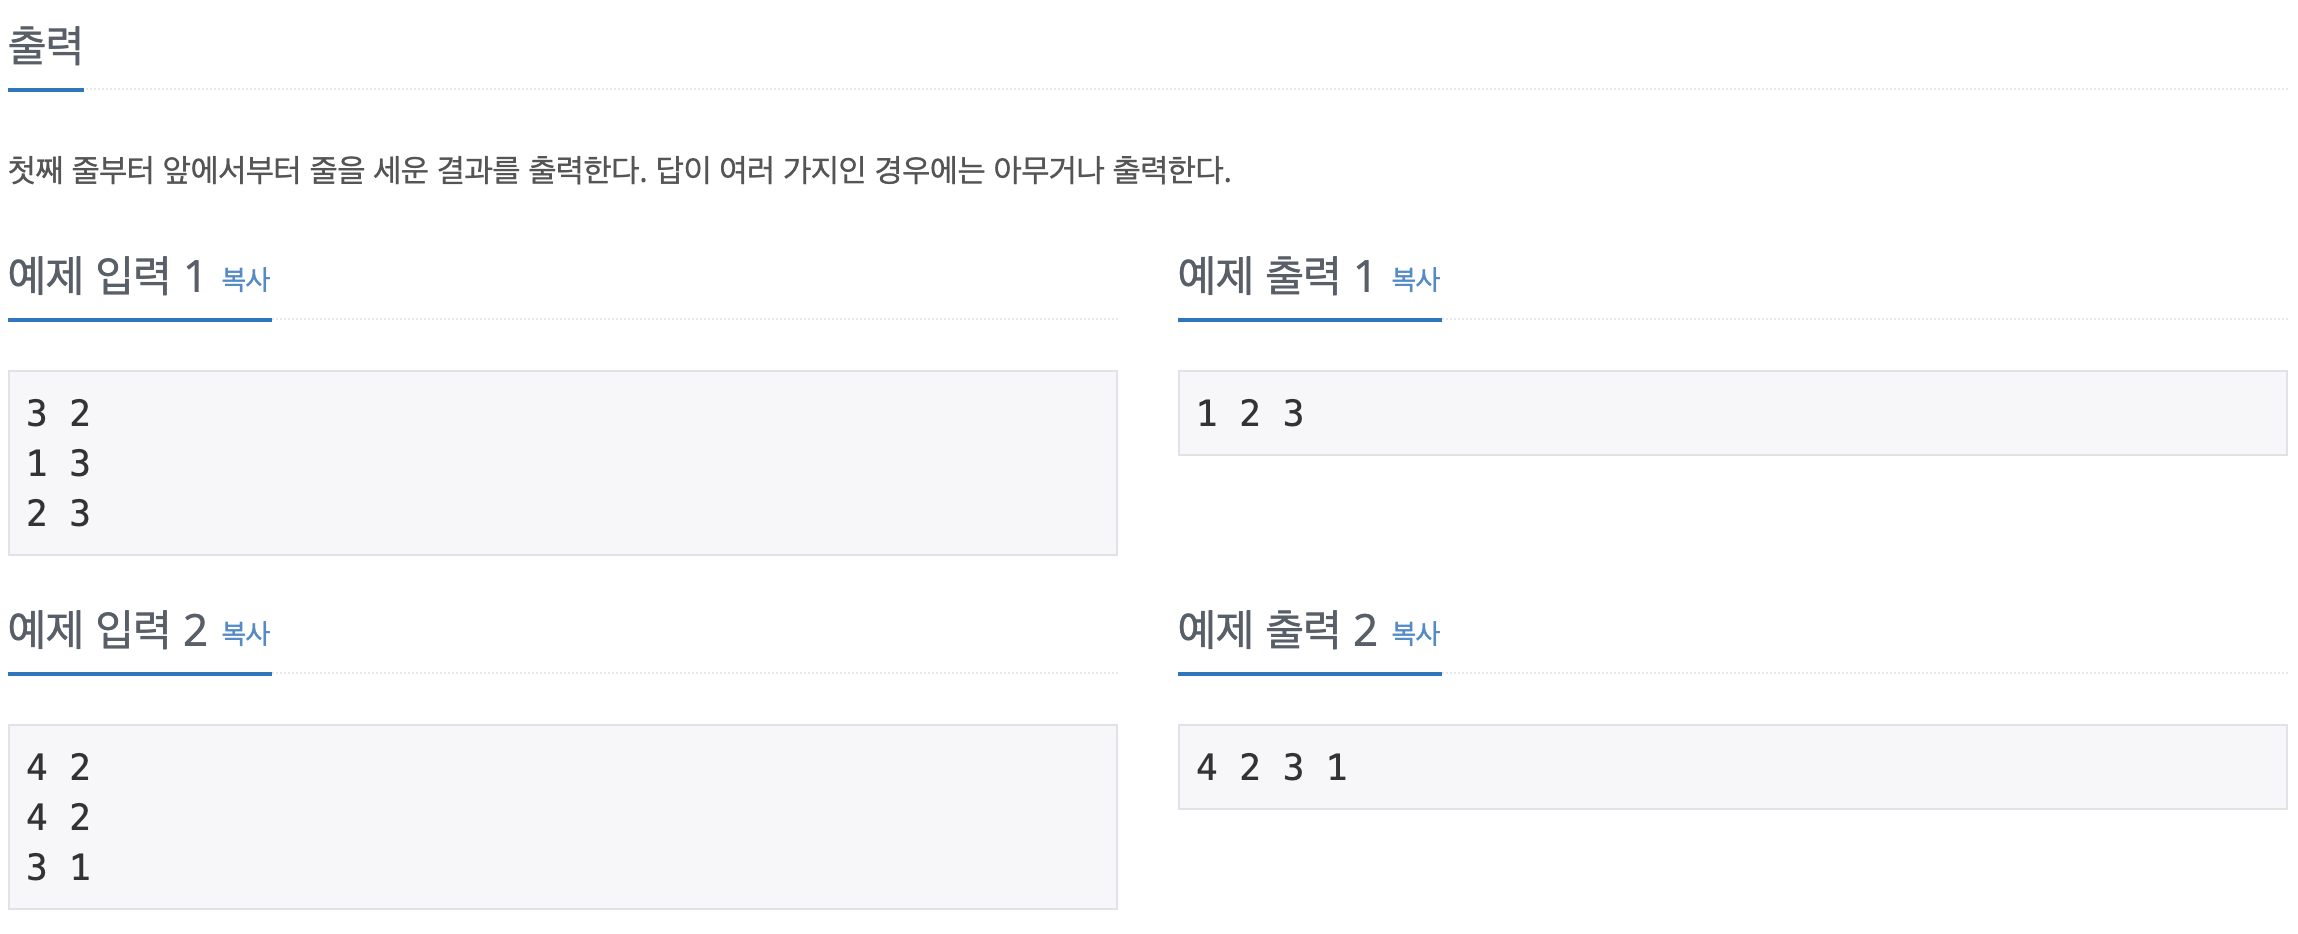 출력
첫째 줄부터 앞에서부터 줄을 세운 결과를 출력한다. 답이 여러 가지인 경우에는 아무거나 출력한다.
예제 입력 1 복사
3 2
1 3
2 3
예제 출력 1 복사
1 2 3
예제 입력 2 복사
4 2
4 2
3 1
예제 출력 2 복사
4 2 3 1